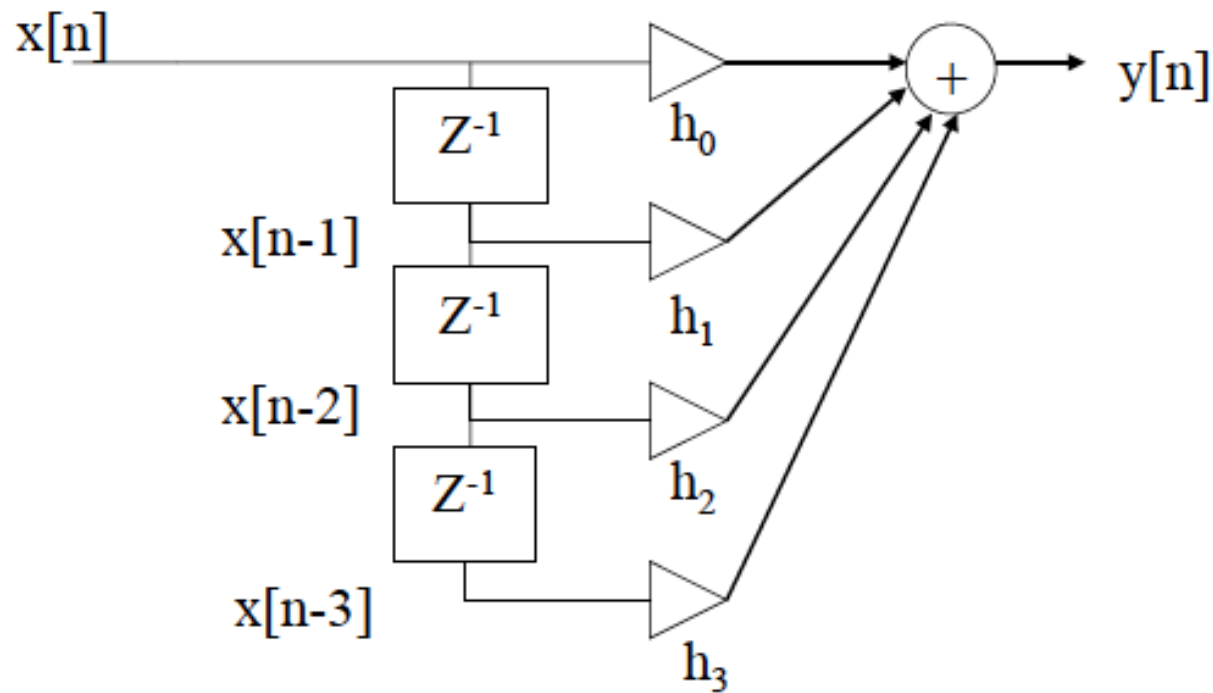 x[n]
+
y[n]
Z⁻¹
h₀
x[n-1]
Z⁻¹
h₁
x[n-2]
Z⁻¹
h₂
x[n-3]
h₃